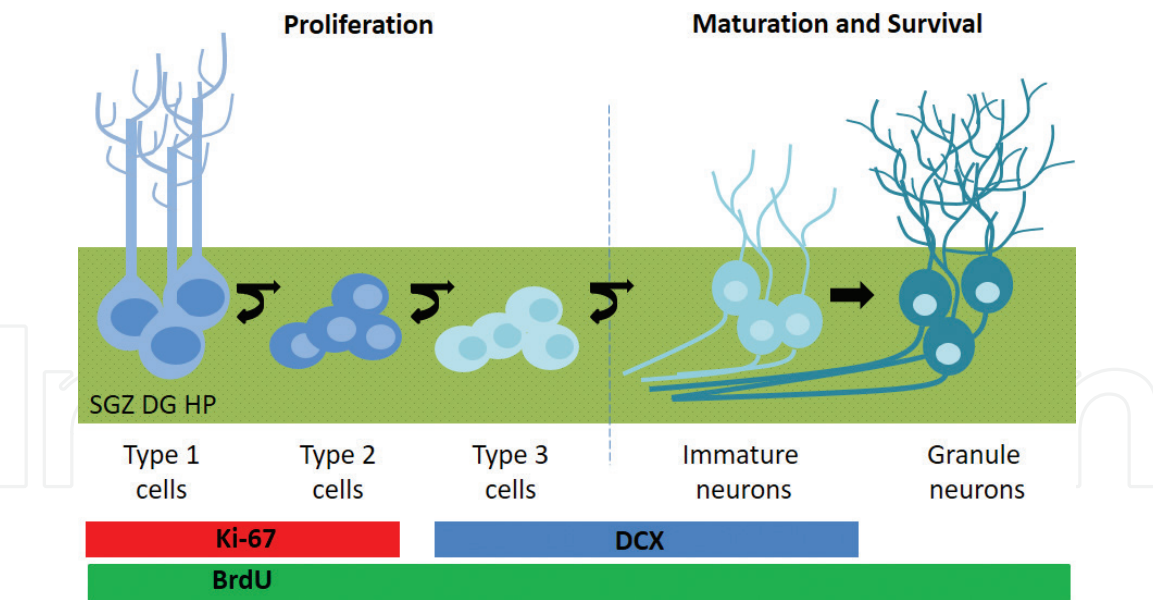 Proliferation
Maturation and Survival
SGZ DG HP
Type 1
cells
Type 2
cells
Type 3
cells
Immature
neurons
Granule
neurons
Ki-67
DCX
BrdU